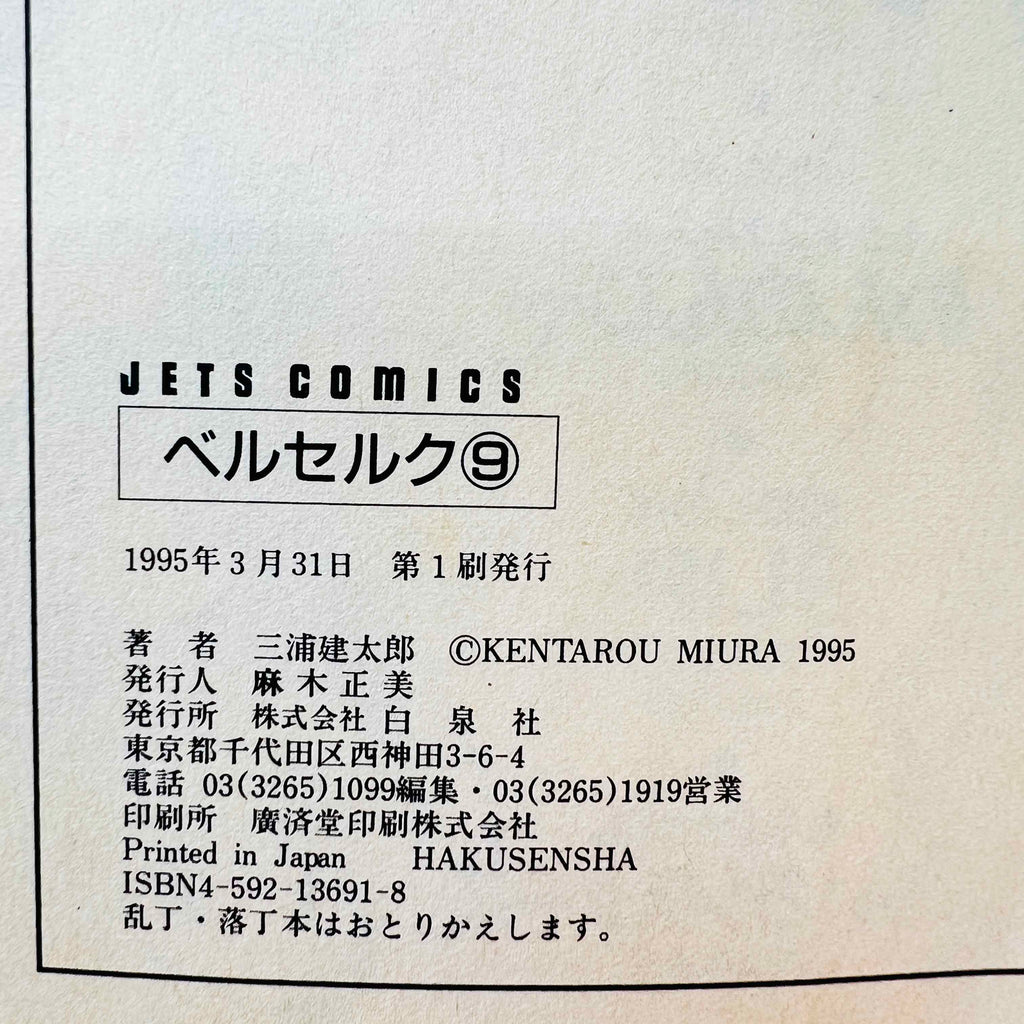 JETS COMICS
ベルセルク⑨
1995年3月31日　第1刷発行
著　者　三浦建太郎　©KENTAROU MIURA 1995
発行人　麻木正美
発行所　株式会社 白　泉　社
東京都千代田区西神田3-6-4
電話 03(3265)1099編集・03(3265)1919営業
印刷所　廣済堂印刷株式会社
Printed in Japan　　HAKUSENSHA
ISBN4-592-13691-8
乱丁・落丁本はおとりかえします。